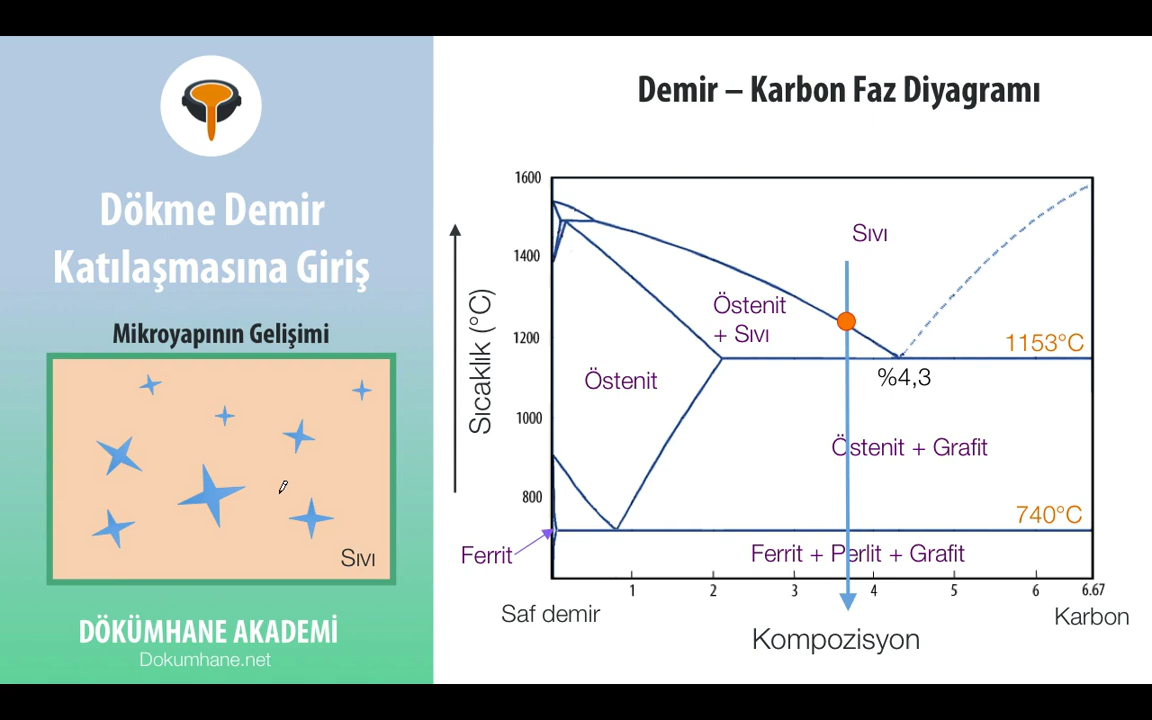 Dökme Demir
Katılaşmasına Giriş
Mikroyapının Gelişimi
Sıvı
DÖKÜMHANE AKADEMİ
Dokumhane.net
Demir – Karbon Faz Diyagramı
Sıcaklık (°C)
1600
1400
1200
1000
800
Sıvı
Östenit
+ Sıvı
1153°C
%4,3
Östenit
Östenit + Grafit
740°C
Ferrit
Ferrit + Perlit + Grafit
1 2 3 4 5 6 6.67
Saf demir
Karbon
Kompozisyon